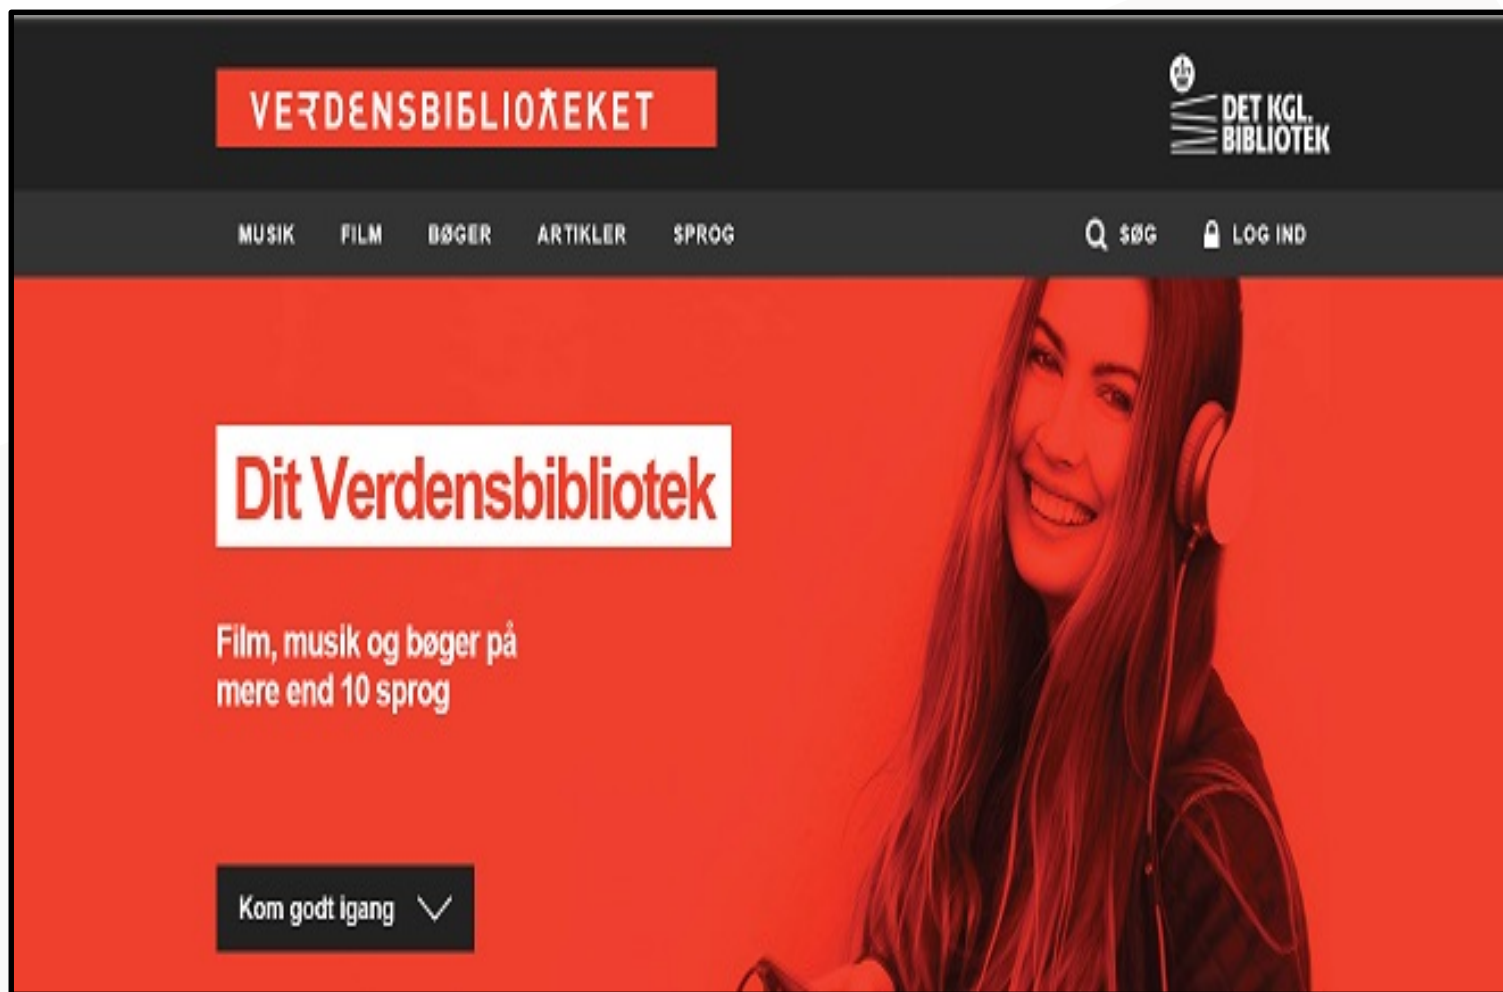 VERDENSBIBLIOTEKET
DET KGL.
BIBLIOTEK
MUSIK FILM BØGER ARTIKLER SPROG SØG LOG IND
Dit Verdensbibliotek
Film, musik og bøger på
mere end 10 sprog
Kom godt igang